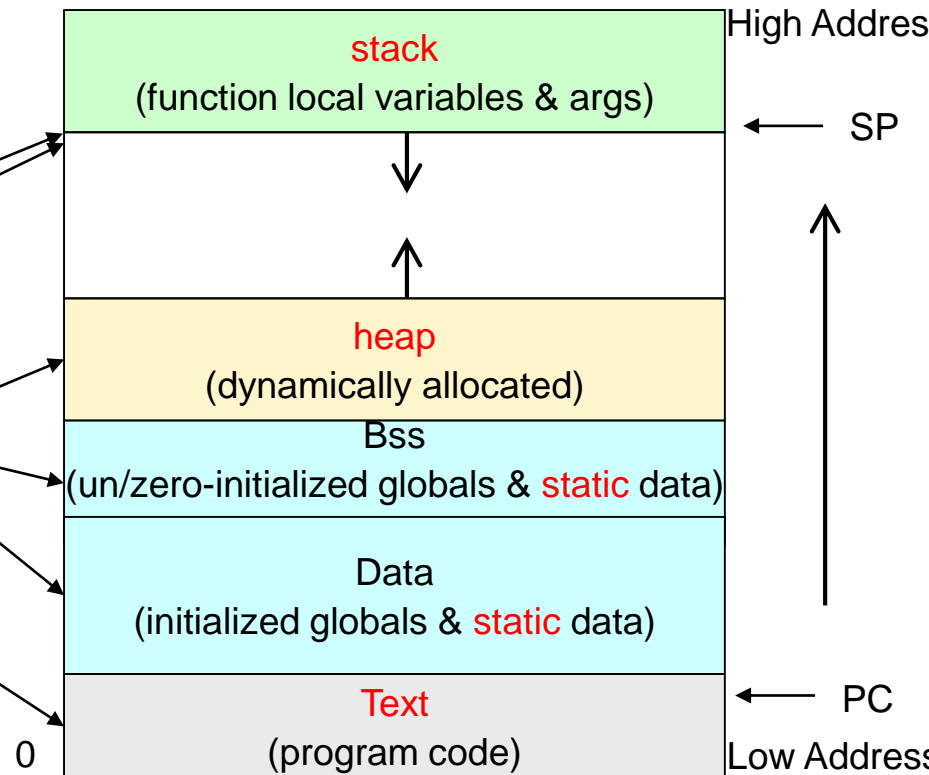 High Addres
stack
(function local variables & args)
SP
heap
(dynamically allocated)
Bss
(un/zero-initialized globals & static data)
Data
(initialized globals & static data)
Text
PC
0
(program code)
Low Address